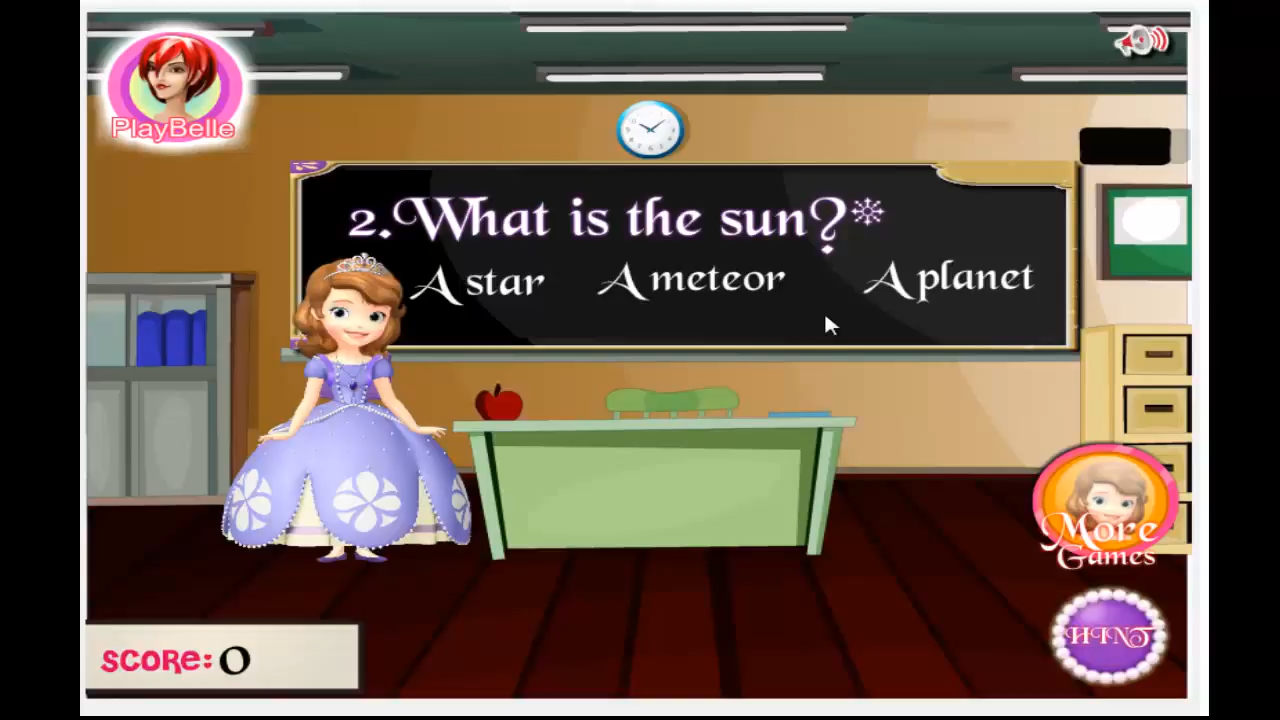 PlayBelle
2.What is the sun?
A star A meteor A planet
More
Games
HINT
SCORE: 0